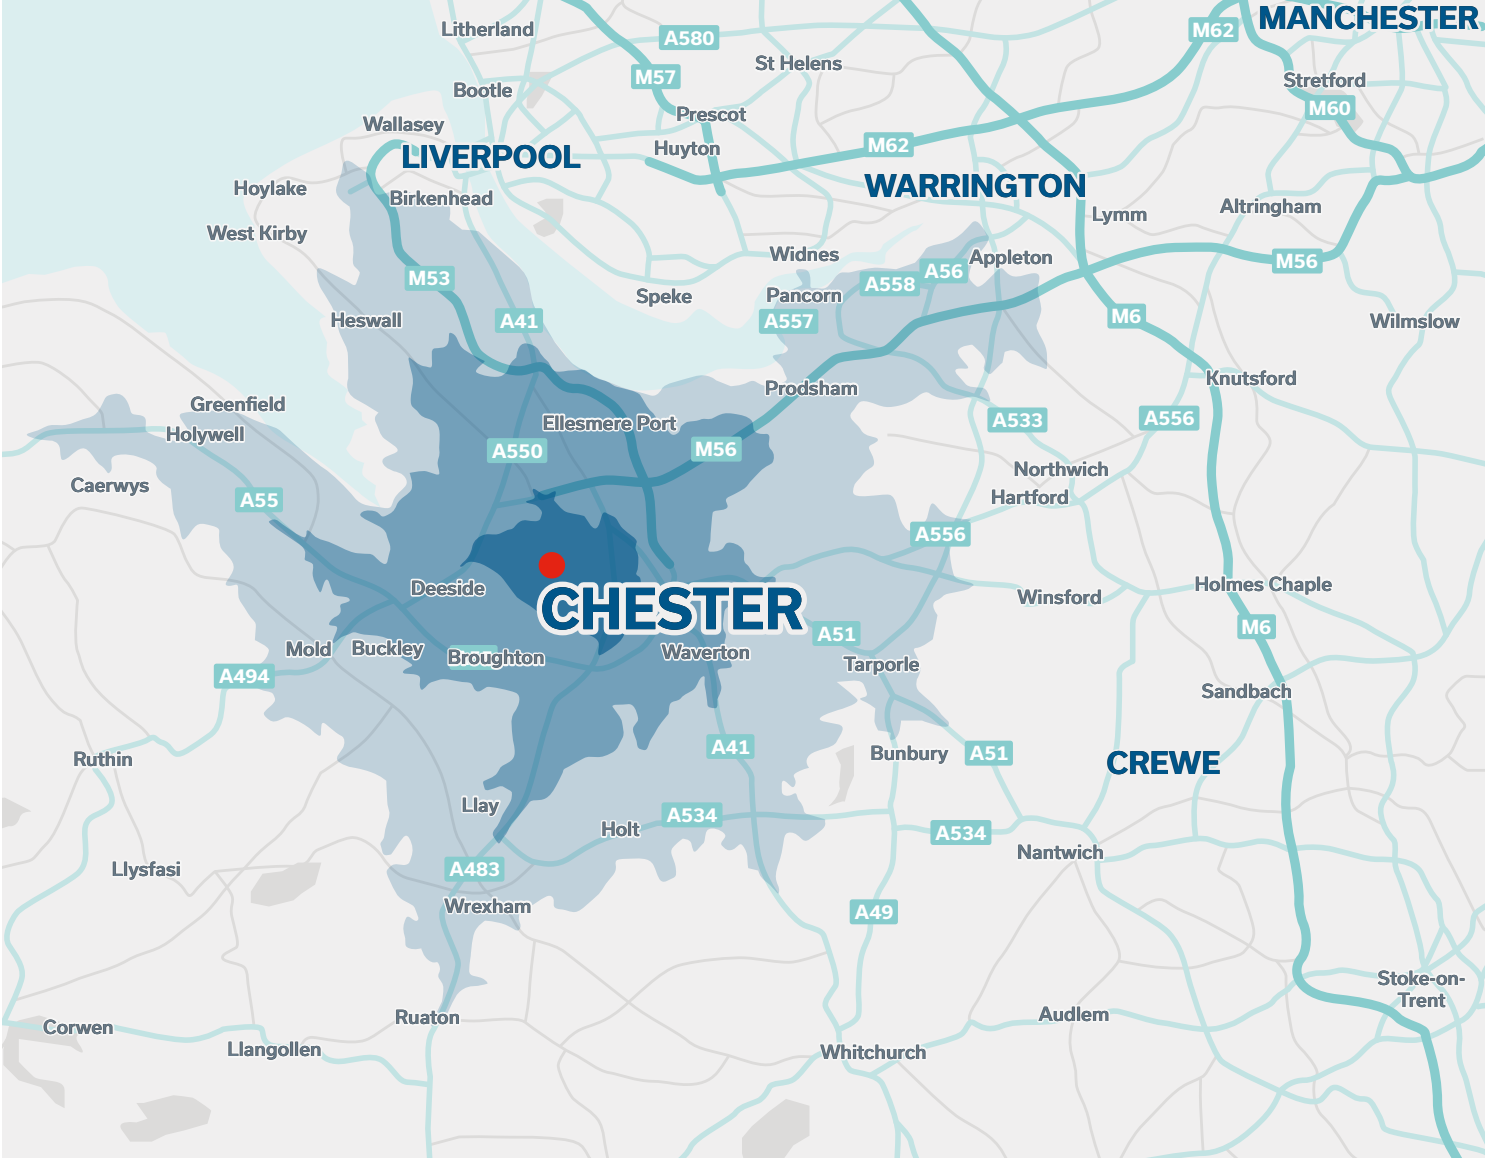 MANCHESTER
Litherland
M62
A580
St Helens
M57
Stretford
Bootle
M60
Prescot
Wallasey
M62
Huyton
LIVERPOOL
WARRINGTON
Hoylake
Birkenhead
Altringham
Lymm
West Kirby
Widnes
Appleton
M56
A56
M53
A558
Speke
Pancorn
Heswall
A41
A557
M6
Wilmslow
Knutsford
Prodsham
Greenfield
Ellesmere Port
A533
A556
Holywell
A550
M56
Northwich
Caerwys
A55
Hartford
A556
Deeside
CHESTER
Winsford
Holmes Chaple
M6
A51
Mold
Buckley
Broughton
Waverton
Tarporle
A494
Sandbach
A41
Ruthin
Bunbury
A51
CREWE
Llay
A534
Holt
A534
Nantwich
Llysfasi
A483
Wrexham
A49
Stoke-on-
Trent
Ruaton
Audlem
Corwen
Llangollen
Whitchurch